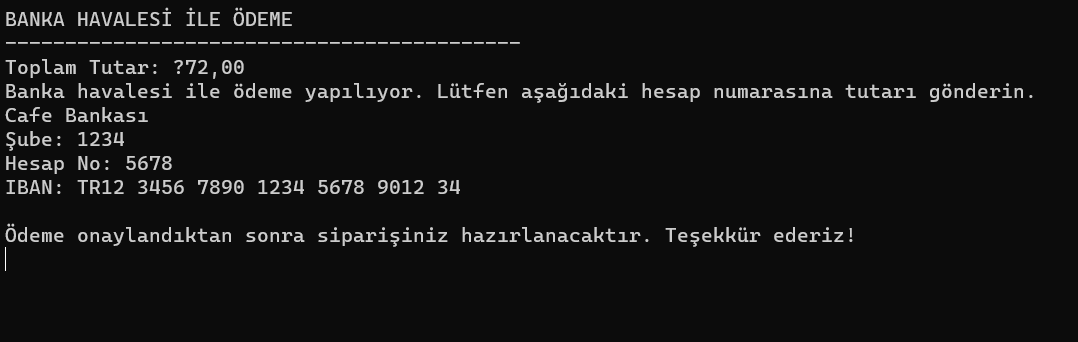 BANKA HAVALESİ İLE ÖDEME
-------------------------------------------
Toplam Tutar: ?72,00
Banka havalesi ile ödeme yapılıyor. Lütfen aşağıdaki hesap numarasına tutarı gönderin.
Cafe Bankası
Şube: 1234
Hesap No: 5678
IBAN: TR12 3456 7890 1234 5678 9012 34
Ödeme onaylandıktan sonra siparişiniz hazırlanacaktır. Teşekkür ederiz!